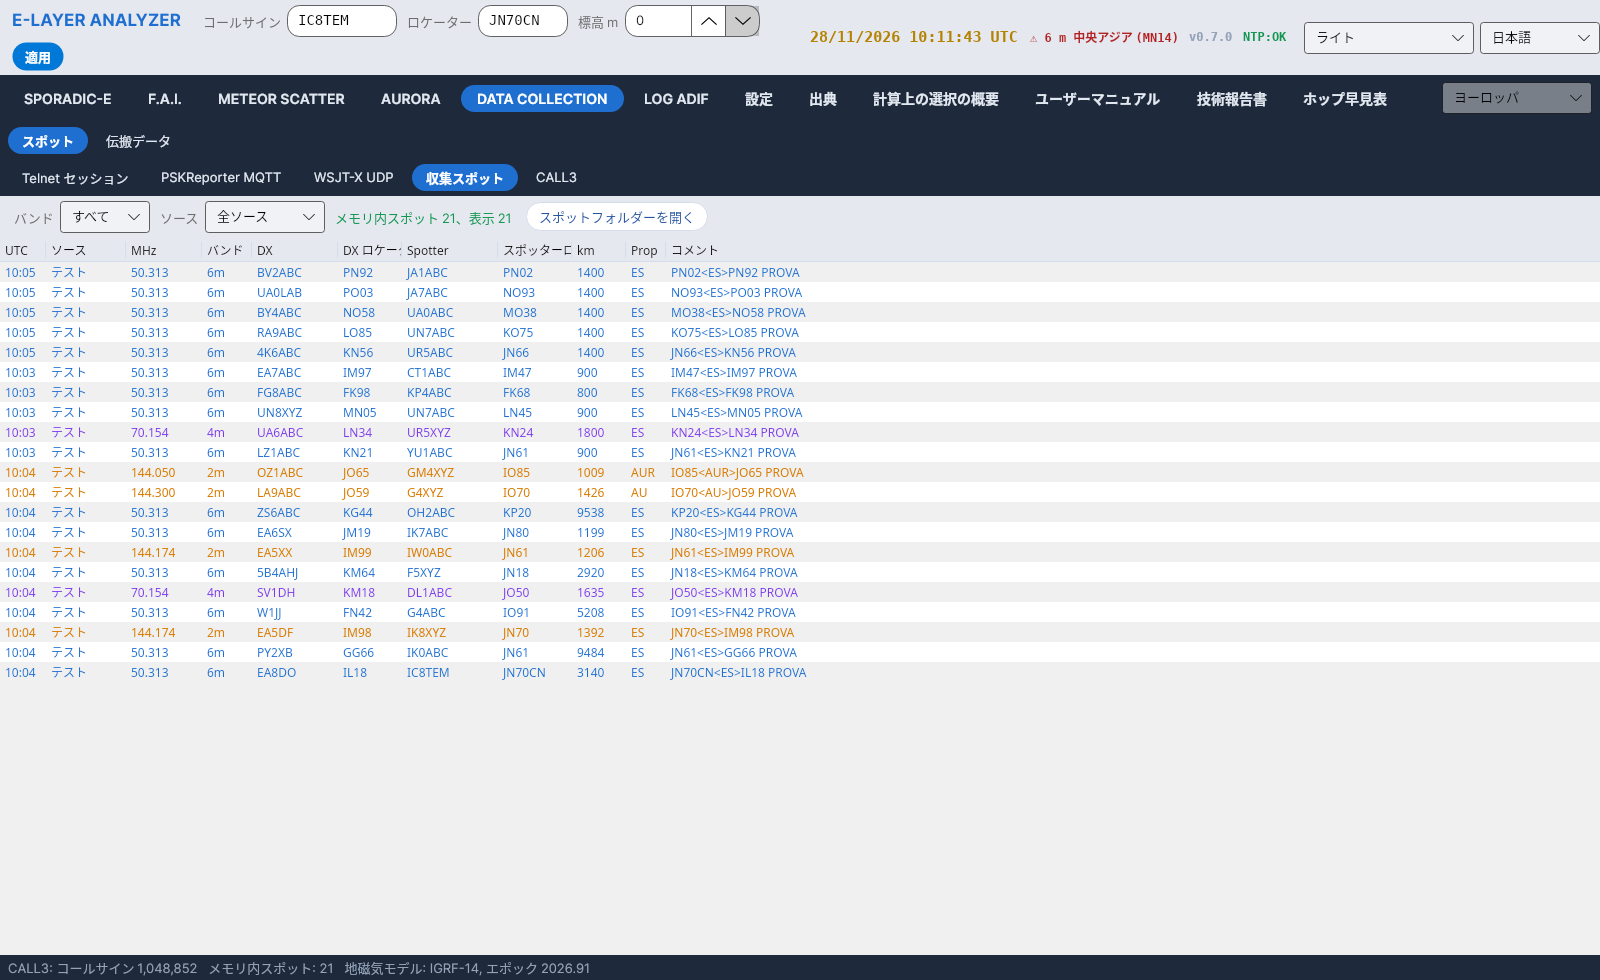 E-LAYER ANALYZER コールサイン IC8TEM ロケーター JN70CN 標高 m 0
28/11/2026 10:11:43 UTC ⚠ 6 m 中央アジア (MN14) v0.7.0 NTP:OK ライト 日本語
適用
SPORADIC-E F.A.I. METEOR SCATTER AURORA DATA COLLECTION LOG ADIF 設定 出典 計算上の選択の概要 ユーザーマニュアル 技術報告書 ホップ早見表 ヨーロッパ
スポット 伝搬データ
Telnet セッション PSKReporter MQTT WSJT-X UDP 収集スポット CALL3
バンド すべて ソース 全ソース メモリ内スポット 21、表示 21 スポットフォルダーを開く
UTC ソース MHz バンド DX DX ロケー Spotter スポッターロ km Prop コメント
10:05 テスト 50.313 6m BV2ABC PN92 JA1ABC PN02 1400 ES PN02<ES>PN92 PROVA
10:05 テスト 50.313 6m UA0LAB PO03 JA7ABC NO93 1400 ES NO93<ES>PO03 PROVA
10:05 テスト 50.313 6m BY4ABC NO58 UA0ABC MO38 1400 ES MO38<ES>NO58 PROVA
10:05 テスト 50.313 6m RA9ABC LO85 UN7ABC KO75 1400 ES KO75<ES>LO85 PROVA
10:05 テスト 50.313 6m 4K6ABC KN56 UR5ABC JN66 1400 ES JN66<ES>KN56 PROVA
10:03 テスト 50.313 6m EA7ABC IM97 CT1ABC IM47 900 ES IM47<ES>IM97 PROVA
10:03 テスト 50.313 6m FG8ABC FK98 KP4ABC FK68 800 ES FK68<ES>FK98 PROVA
10:03 テスト 50.313 6m UN8XYZ MN05 UN7ABC LN45 900 ES LN45<ES>MN05 PROVA
10:03 テスト 70.154 4m UA6ABC LN34 UR5XYZ KN24 1800 ES KN24<ES>LN34 PROVA
10:03 テスト 50.313 6m LZ1ABC KN21 YU1ABC JN61 900 ES JN61<ES>KN21 PROVA
10:04 テスト 144.050 2m OZ1ABC JO65 GM4XYZ IO85 1009 AUR IO85<AUR>JO65 PROVA
10:04 テスト 144.300 2m LA9ABC JO59 G4XYZ IO70 1426 AU IO70<AU>JO59 PROVA
10:04 テスト 50.313 6m ZS6ABC KG44 OH2ABC KP20 9538 ES KP20<ES>KG44 PROVA
10:04 テスト 50.313 6m EA6SX JM19 IK7ABC JN80 1199 ES JN80<ES>JM19 PROVA
10:04 テスト 144.174 2m EA5XX IM99 IW0ABC JN61 1206 ES JN61<ES>IM99 PROVA
10:04 テスト 50.313 6m 5B4AHJ KM64 F5XYZ JN18 2920 ES JN18<ES>KM64 PROVA
10:04 テスト 70.154 4m SV1DH KM18 DL1ABC JO50 1635 ES JO50<ES>KM18 PROVA
10:04 テスト 50.313 6m W1JJ FN42 G4ABC IO91 5208 ES IO91<ES>FN42 PROVA
10:04 テスト 144.174 2m EA5DF IM98 IK8XYZ JN70 1392 ES JN70<ES>IM98 PROVA
10:04 テスト 50.313 6m PY2XB GG66 IK0ABC JN61 9484 ES JN61<ES>GG66 PROVA
10:04 テスト 50.313 6m EA8DO IL18 IC8TEM JN70CN 3140 ES JN70CN<ES>IL18 PROVA
CALL3: コールサイン 1,048,852 メモリ内スポット: 21 地磁気モデル: IGRF-14, エポック 2026.91